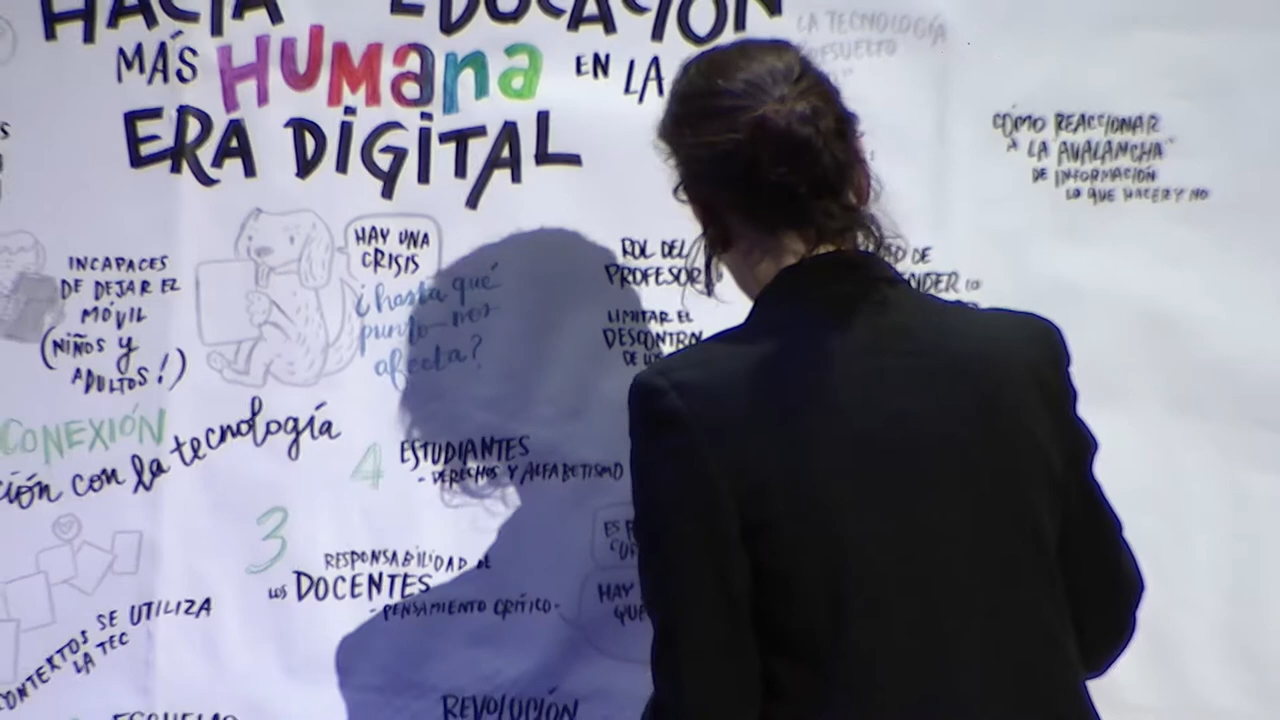 HACIA EDUCACIÓN
MÁS HUMANA EN LA
ERA DIGITAL
LA TECNOLOGÍA
CÓMO REACCIONAR
A LA AVALANCHA
DE INFORMACIÓN
LO QUE HACER Y NO
INCAPACES
DE DEJAR EL
MÓVIL
(NIÑOS Y
ADULTOS!)
HAY UNA
CRISIS
¿hasta qué
punto nos
afecta?
ROL DEL
PROFESOR
LIMITAR EL
DESCONTROL
DE
CONEXIÓN
con la tecnología
4 ESTUDIANTES
- DERECHOS Y ALFABETISMO
3
RESPONSABILIDAD DE
LOS DOCENTES
- PENSAMIENTO CRÍTICO -
HAY
CONTEXTOS SE UTILIZA
LA TEC
REVOLUCIÓN